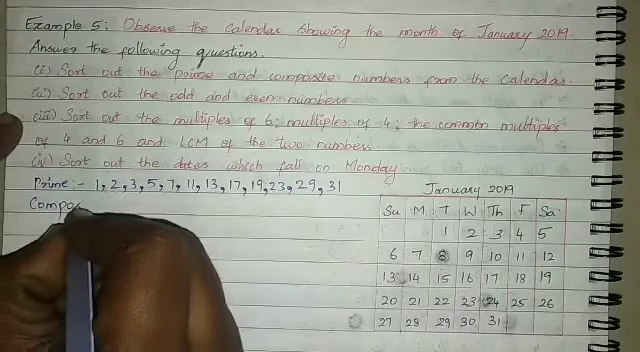 Example 5: Observe the Calendar showing the month of January 2019.
Answer the following questions.
(i) Sort out the prime and composite numbers from the Calendar.
(ii) Sort out the odd and even numbers.
(iii) Sort out the multiples of 6; multiples of 4; the common multiples
of 4 and 6 and LCM of the two numbers.
(iv) Sort out the dates which fall on Monday.
Prime:- 1, 2, 3, 5, 7, 11, 13, 17, 19, 23, 29, 31
Compos
January 2019
Su M T W Th F Sa
1 2 3 4 5
6 7 8 9 10 11 12
13 14 15 16 17 18 19
20 21 22 23 24 25 26
27 28 29 30 31